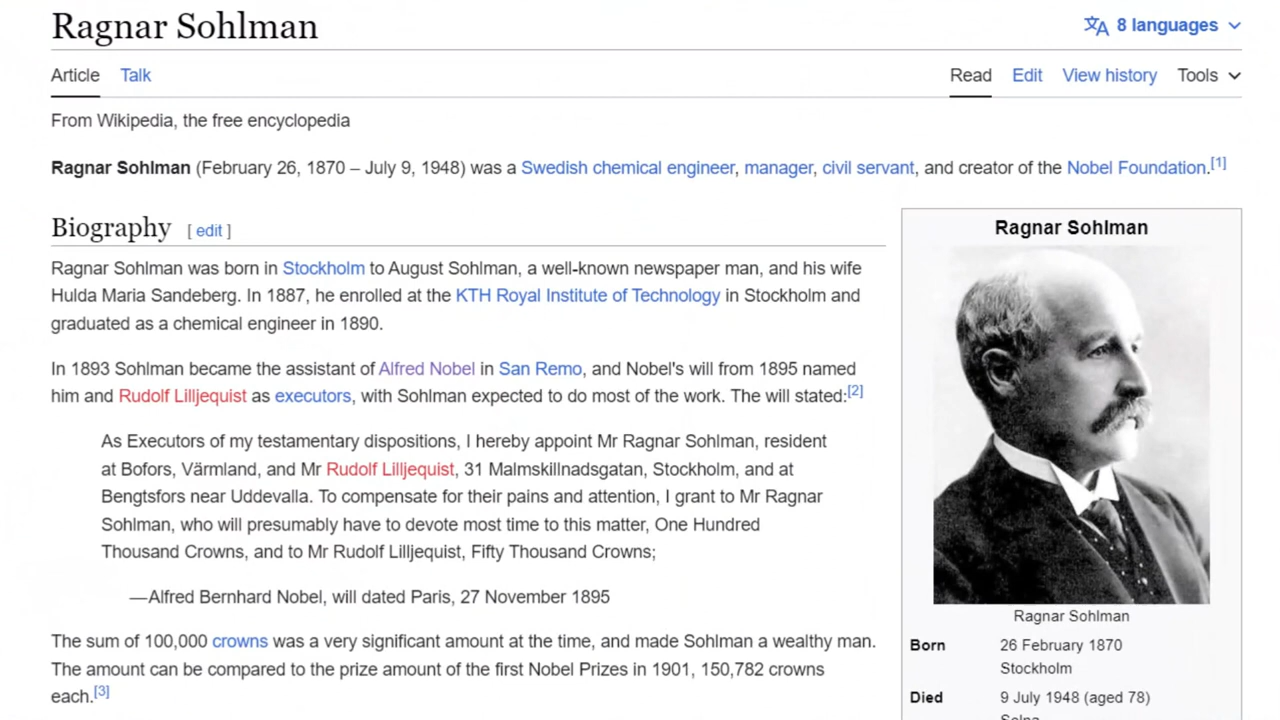 Ragnar Sohlman
8 languages
Article Talk
Read Edit View history Tools
From Wikipedia, the free encyclopedia
Ragnar Sohlman (February 26, 1870 – July 9, 1948) was a Swedish chemical engineer, manager, civil servant, and creator of the Nobel Foundation.[1]
Biography [ edit ]
Ragnar Sohlman was born in Stockholm to August Sohlman, a well-known newspaper man, and his wife
Hulda Maria Sandeberg. In 1887, he enrolled at the KTH Royal Institute of Technology in Stockholm and
graduated as a chemical engineer in 1890.
In 1893 Sohlman became the assistant of Alfred Nobel in San Remo, and Nobel's will from 1895 named
him and Rudolf Lilljequist as executors, with Sohlman expected to do most of the work. The will stated:[2]
As Executors of my testamentary dispositions, I hereby appoint Mr Ragnar Sohlman, resident
at Bofors, Värmland, and Mr Rudolf Lilljequist, 31 Malmskillnadsgatan, Stockholm, and at
Bengtsfors near Uddevalla. To compensate for their pains and attention, I grant to Mr Ragnar
Sohlman, who will presumably have to devote most time to this matter, One Hundred
Thousand Crowns, and to Mr Rudolf Lilljequist, Fifty Thousand Crowns;
—Alfred Bernhard Nobel, will dated Paris, 27 November 1895
The sum of 100,000 crowns was a very significant amount at the time, and made Sohlman a wealthy man.
The amount can be compared to the prize amount of the first Nobel Prizes in 1901, 150,782 crowns
each.[3]
Ragnar Sohlman
Ragnar Sohlman
Born 26 February 1870
Stockholm
Died 9 July 1948 (aged 78)